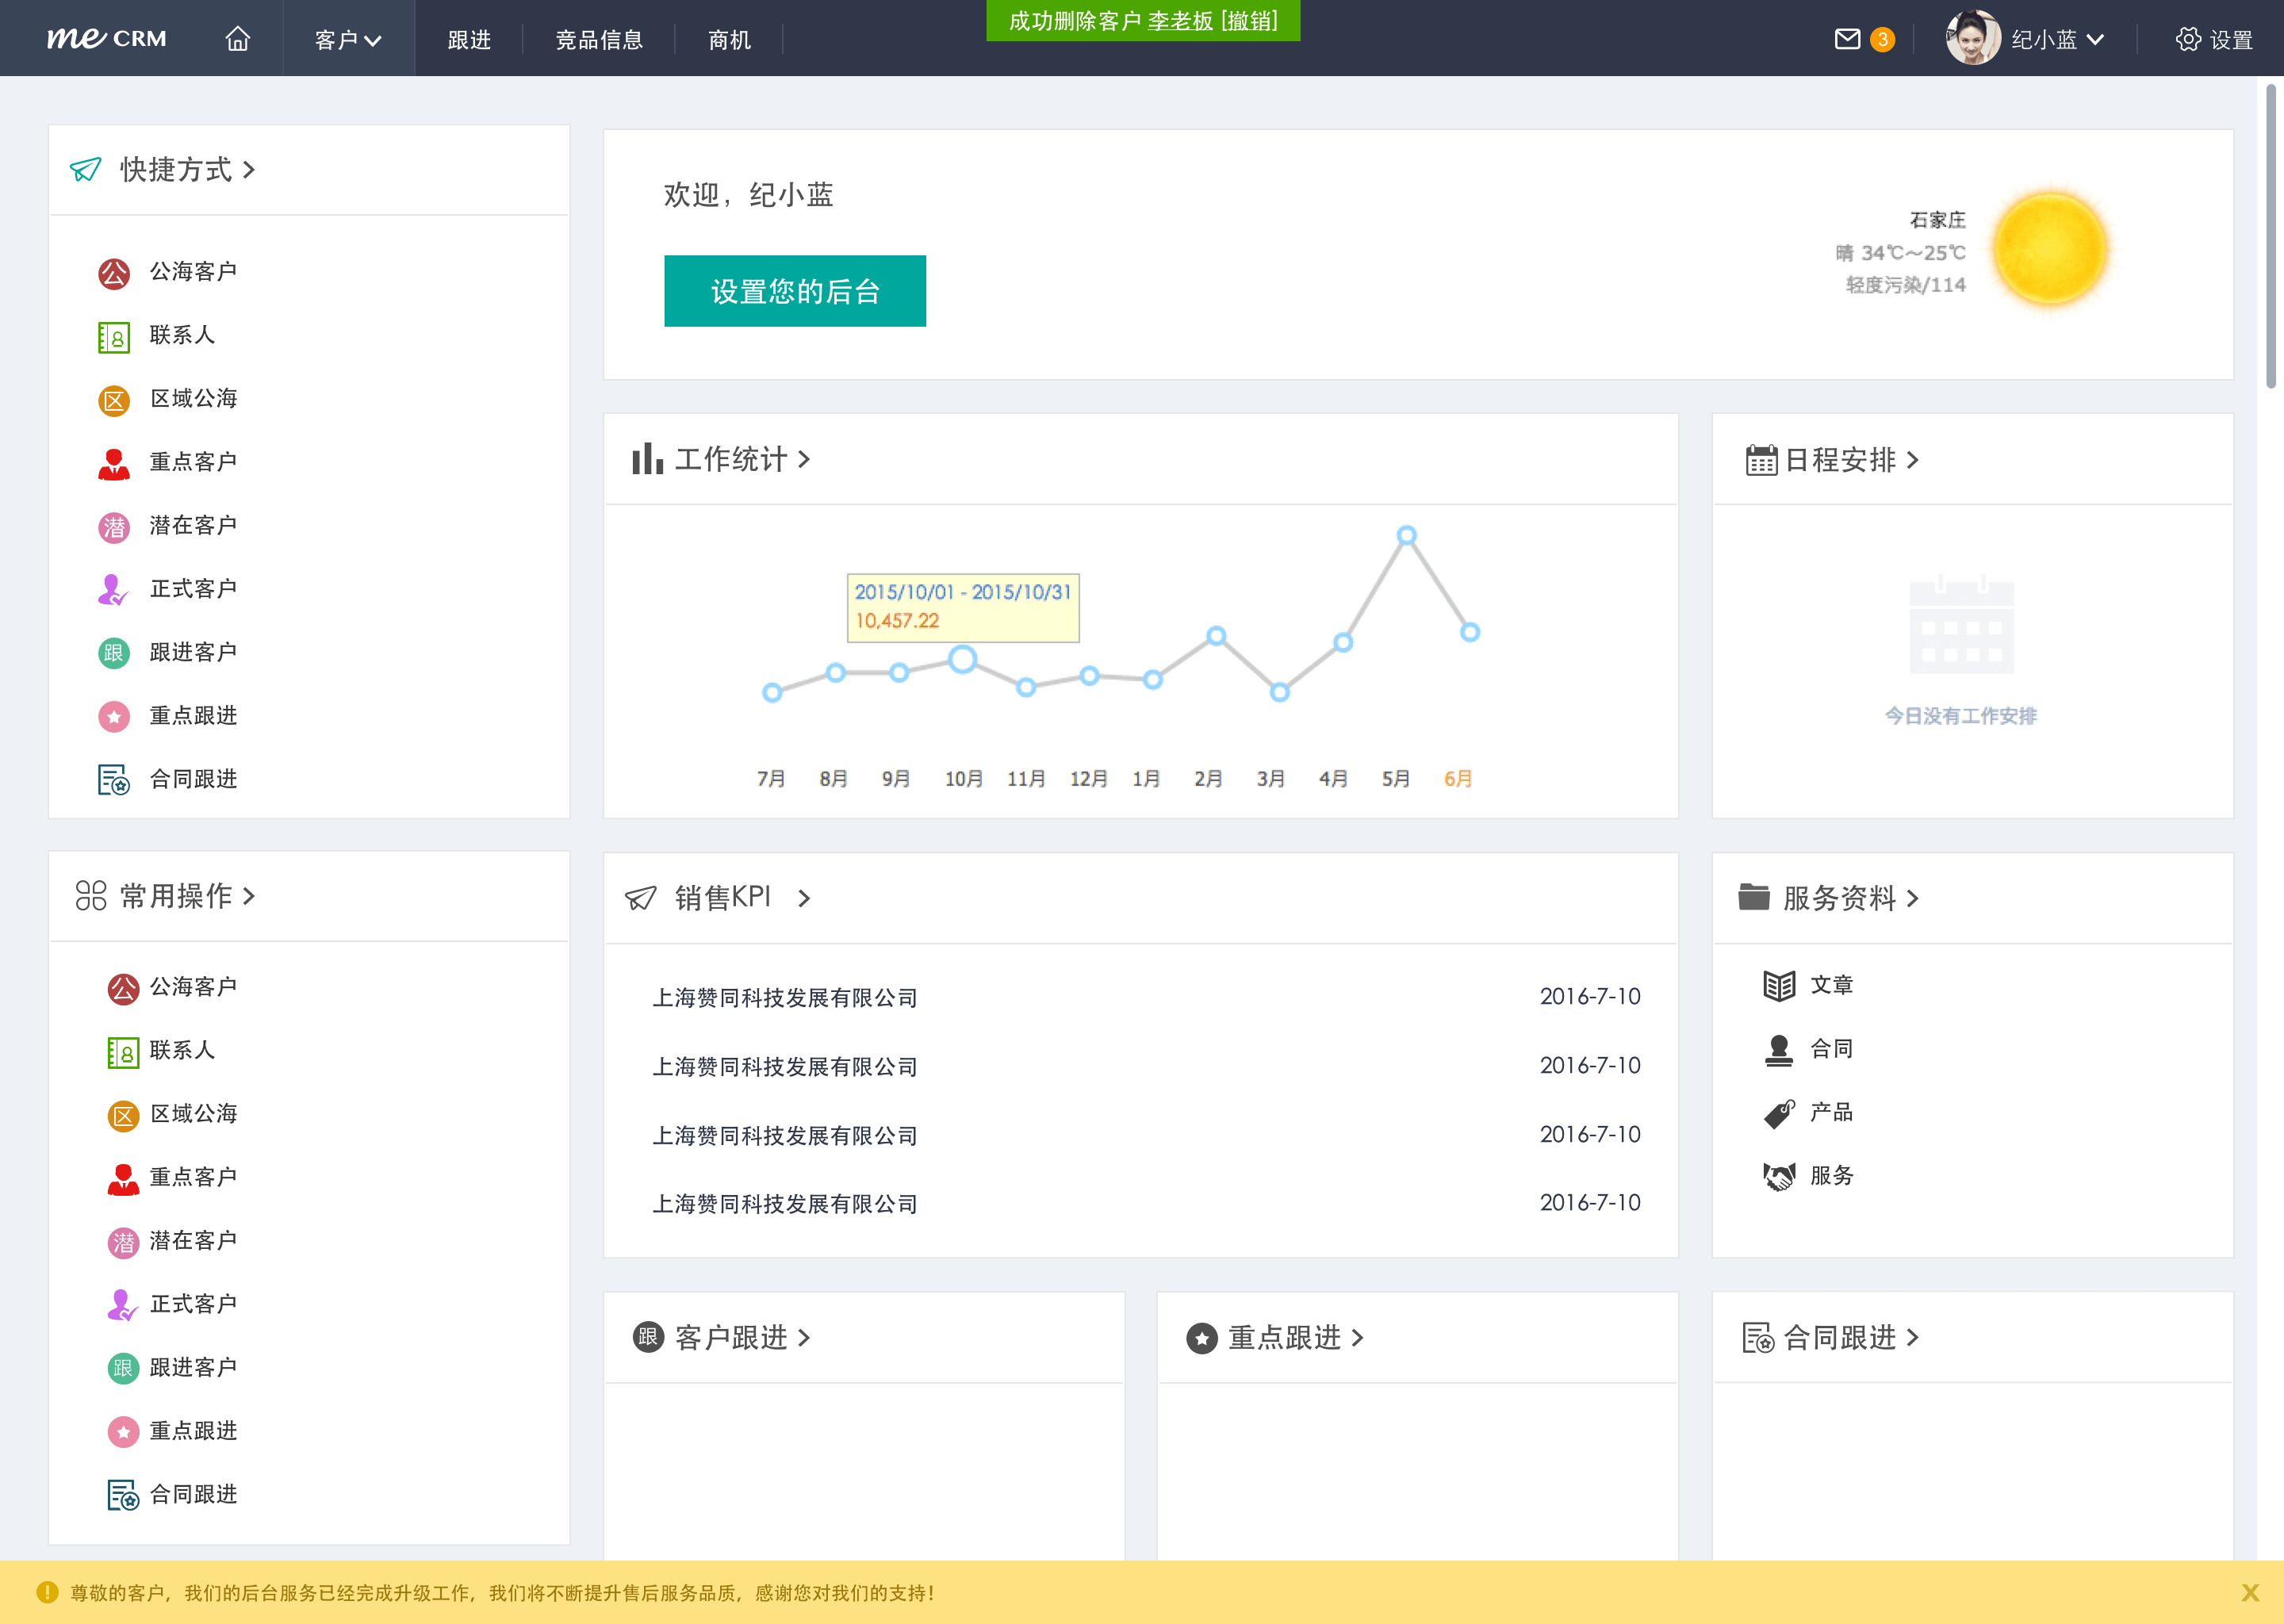 me CRM
客户
跟进
竞品信息
商机
成功删除客户 李老板 [撤销]
3
纪小蓝
设置
快捷方式
公 公海客户
联系人
区 区域公海
重点客户
潜 潜在客户
正式客户
跟 跟进客户
重点跟进
合同跟进
欢迎，纪小蓝
设置您的后台
石家庄
晴 34℃～25℃
轻度污染/114
工作统计
2015/10/01 - 2015/10/31
10,457.22
7月 8月 9月 10月 11月 12月 1月 2月 3月 4月 5月 6月
日程安排
今日没有工作安排
常用操作
公 公海客户
联系人
区 区域公海
重点客户
潜 潜在客户
正式客户
跟 跟进客户
重点跟进
合同跟进
销售KPI
上海赞同科技发展有限公司 2016-7-10
上海赞同科技发展有限公司 2016-7-10
上海赞同科技发展有限公司 2016-7-10
上海赞同科技发展有限公司 2016-7-10
服务资料
文章
合同
产品
服务
跟 客户跟进
重点跟进
合同跟进
尊敬的客户，我们的后台服务已经完成升级工作，我们将不断提升售后服务品质，感谢您对我们的支持！
X